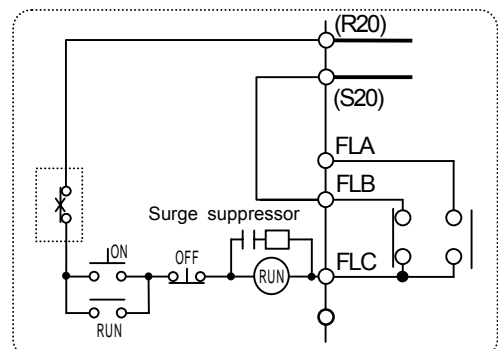 (R20)
(S20)
FLA
FLB
Surge suppressor
ON
OFF
RUN
FLC
RUN